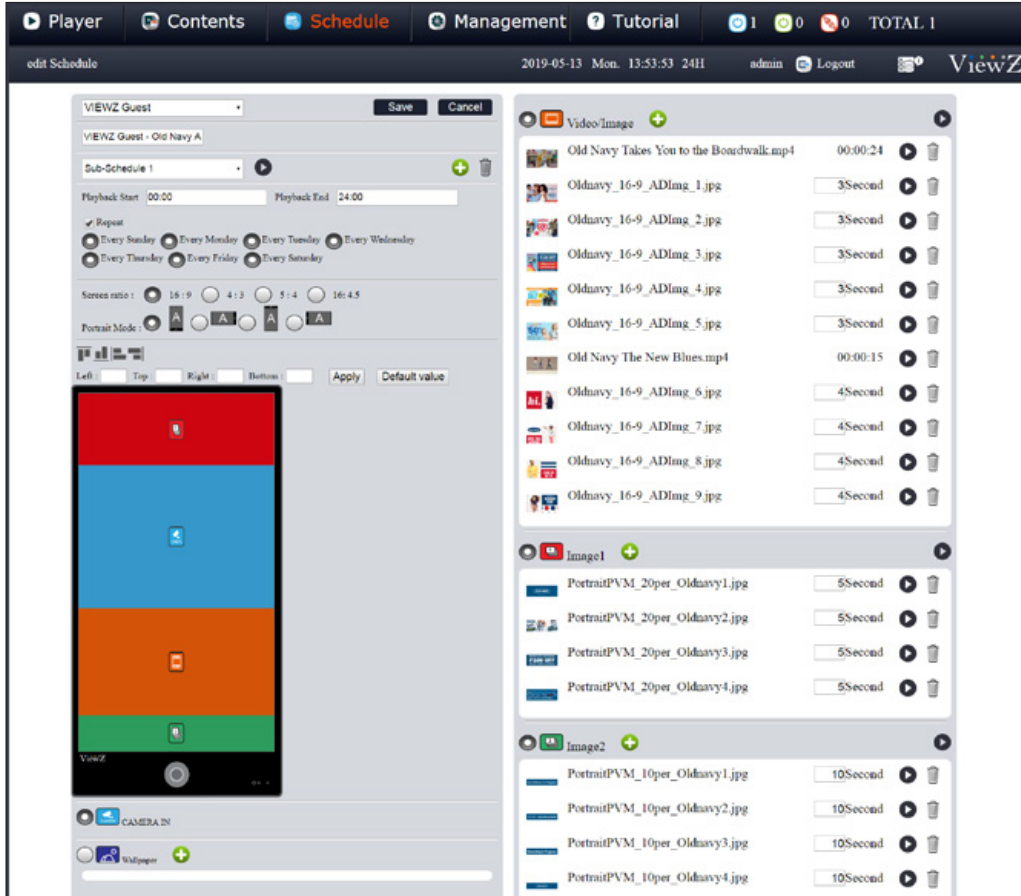 Player Contents Schedule Management Tutorial 1 0 0 TOTAL 1
edit Schedule 2019-05-13 Mon. 13:53:53 24H admin Logout ViewZ
VIEWZ Guest Save Cancel
VIEWZ Guest - Old Navy A
Sub-Schedule 1
Playback Start 00:00 Playback End 24:00
Repeat
Every Sunday Every Monday Every Tuesday Every Wednesday
Every Thursday Every Friday Every Saturday
Screen ratio : 16 : 9 4 : 3 5 : 4 16: 4.5
Portrait Mode : A A A A
Left : Top : Right : Bottom : Apply Default value
ViewZ
CAMERA IN
Wallpaper
Video/Image
Old Navy Takes You to the Boardwalk.mp4 00:00:24
Oldnavy_16-9_ADImg_1.jpg 3Second
Oldnavy_16-9_ADImg_2.jpg 3Second
Oldnavy_16-9_ADImg_3.jpg 3Second
Oldnavy_16-9_ADImg_4.jpg 3Second
Oldnavy_16-9_ADImg_5.jpg 3Second
Old Navy The New Blues.mp4 00:00:15
hi. Oldnavy_16-9_ADImg_6.jpg 4Second
Oldnavy_16-9_ADImg_7.jpg 4Second
Oldnavy_16-9_ADImg_8.jpg 4Second
Oldnavy_16-9_ADImg_9.jpg 4Second
Image1
PortraitPVM_20per_Oldnavy1.jpg 5Second
PortraitPVM_20per_Oldnavy2.jpg 5Second
PortraitPVM_20per_Oldnavy3.jpg 5Second
PortraitPVM_20per_Oldnavy4.jpg 5Second
Image2
PortraitPVM_10per_Oldnavy1.jpg 10Second
PortraitPVM_10per_Oldnavy2.jpg 10Second
PortraitPVM_10per_Oldnavy3.jpg 10Second
PortraitPVM_10per_Oldnavy4.jpg 10Second